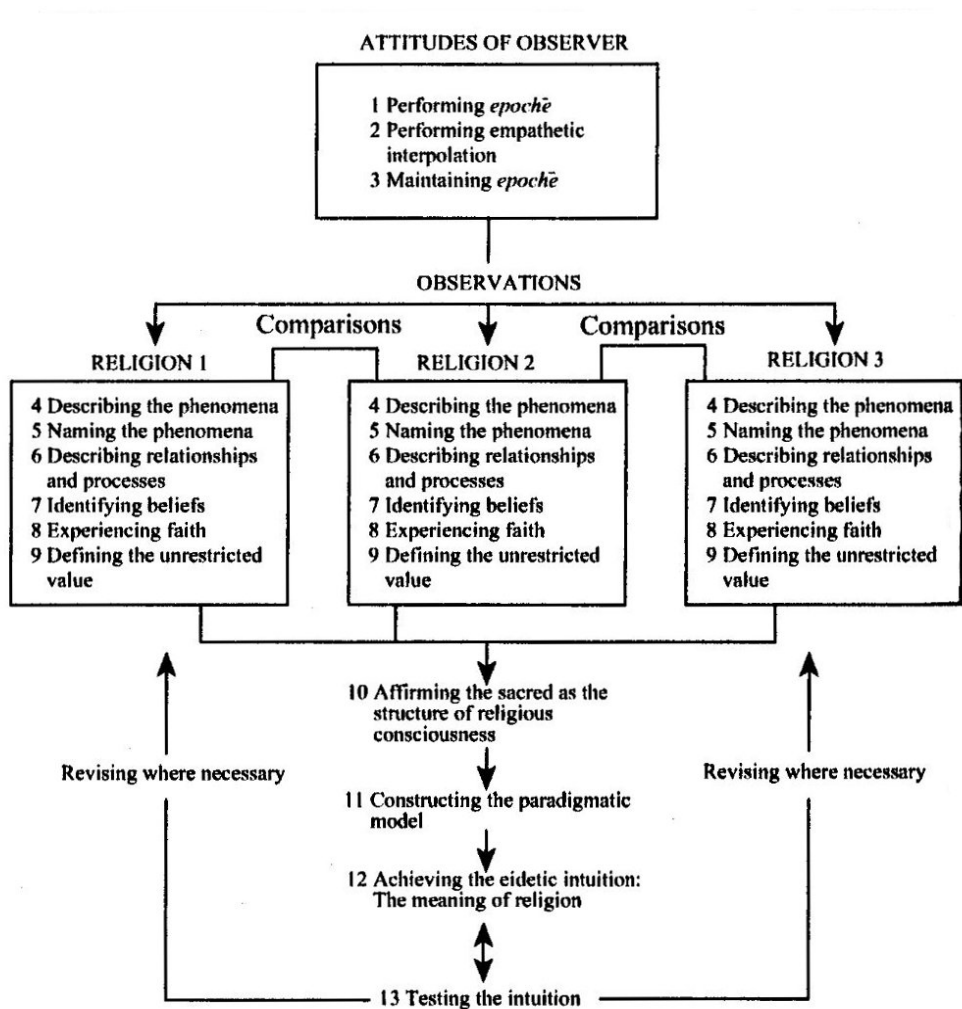 ATTITUDES OF OBSERVER
1 Performing epochē
2 Performing empathetic
interpolation
3 Maintaining epochē
OBSERVATIONS
Comparisons
Comparisons
RELIGION 1
4 Describing the phenomena
5 Naming the phenomena
6 Describing relationships
and processes
7 Identifying beliefs
8 Experiencing faith
9 Defining the unrestricted
value
RELIGION 2
4 Describing the phenomena
5 Naming the phenomena
6 Describing relationships
and processes
7 Identifying beliefs
8 Experiencing faith
9 Defining the unrestricted
value
RELIGION 3
4 Describing the phenomena
5 Naming the phenomena
6 Describing relationships
and processes
7 Identifying beliefs
8 Experiencing faith
9 Defining the unrestricted
value
10 Affirming the sacred as the
structure of religious
consciousness
Revising where necessary
Revising where necessary
11 Constructing the paradigmatic
model
12 Achieving the eidetic intuition:
The meaning of religion
13 Testing the intuition